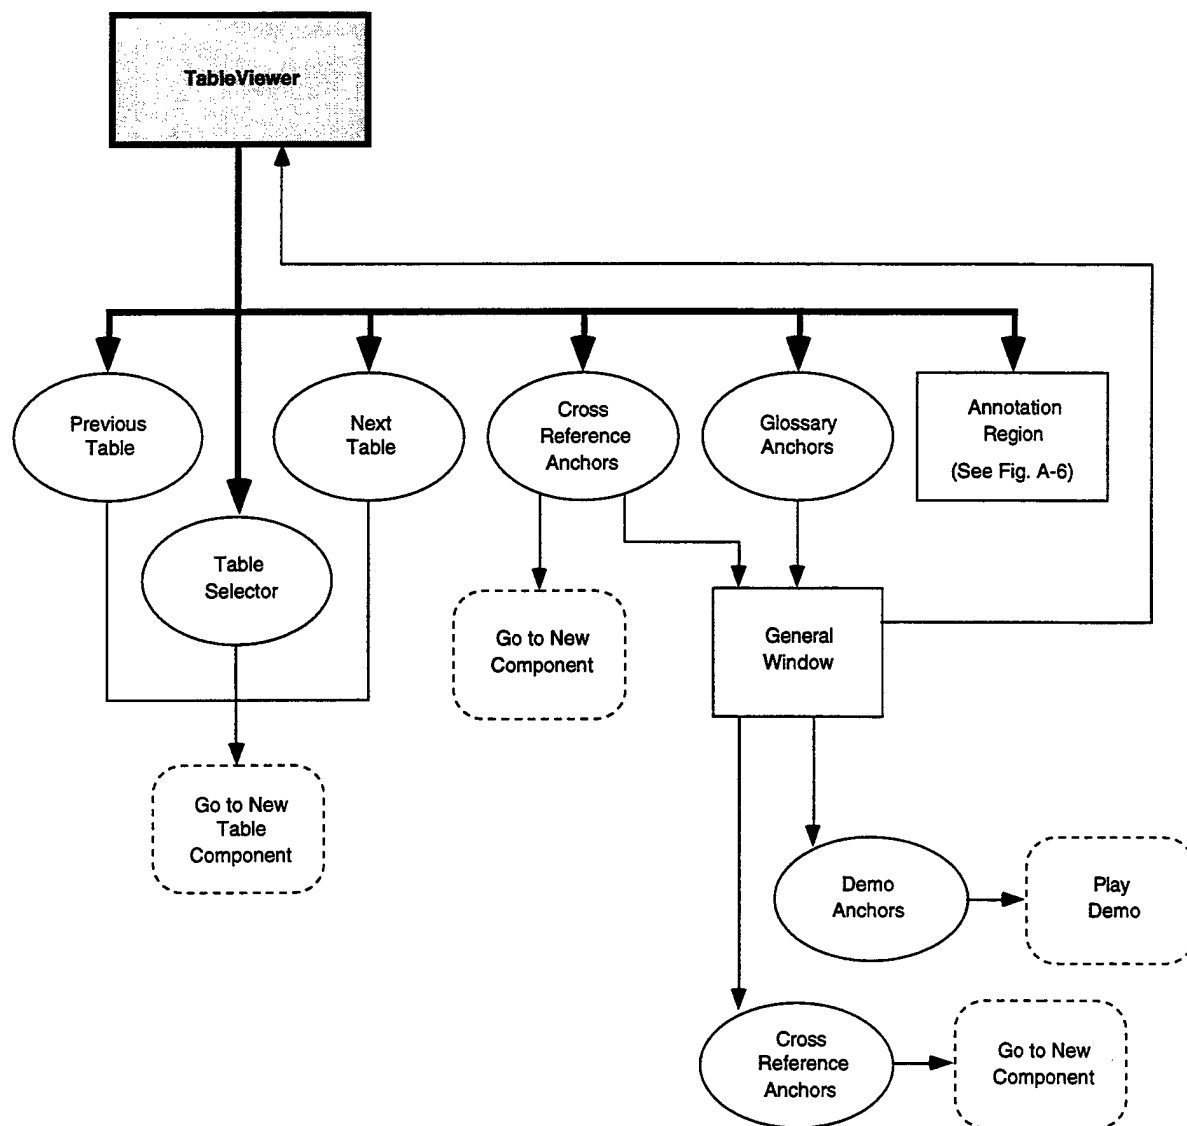 TableViewer
Previous
Table
Next
Table
Cross
Reference
Anchors
Glossary
Anchors
Annotation
Region
(See Fig. A-6)
Table
Selector
Go to New
Component
General
Window
Go to New
Table
Component
Demo
Anchors
Play
Demo
Cross
Reference
Anchors
Go to New
Component